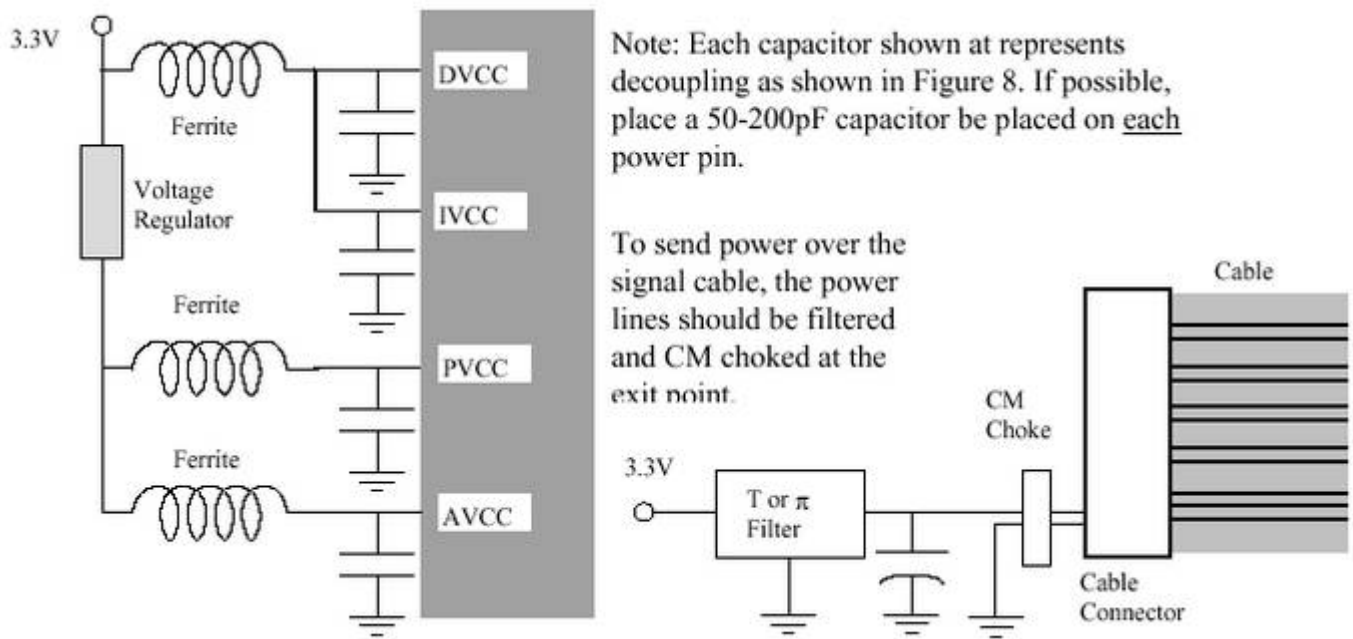 3.3V
Ferrite
DVCC
Voltage
Regulator
IVCC
Ferrite
PVCC
Ferrite
AVCC
Note: Each capacitor shown at represents
decoupling as shown in Figure 8. If possible,
place a 50-200pF capacitor be placed on each
power pin.
To send power over the
signal cable, the power
lines should be filtered
and CM choked at the
exit point.
Cable
CM
Choke
3.3V
T or π
Filter
Cable
Connector